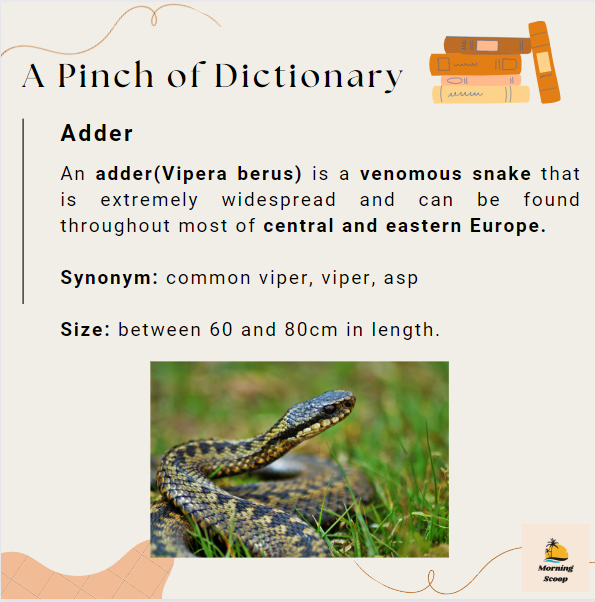 A Pinch of Dictionary
Adder
An adder(Vipera berus) is a venomous snake that
is extremely widespread and can be found
throughout most of central and eastern Europe.
Synonym: common viper, viper, asp
Size: between 60 and 80cm in length.
Morning
Scoop